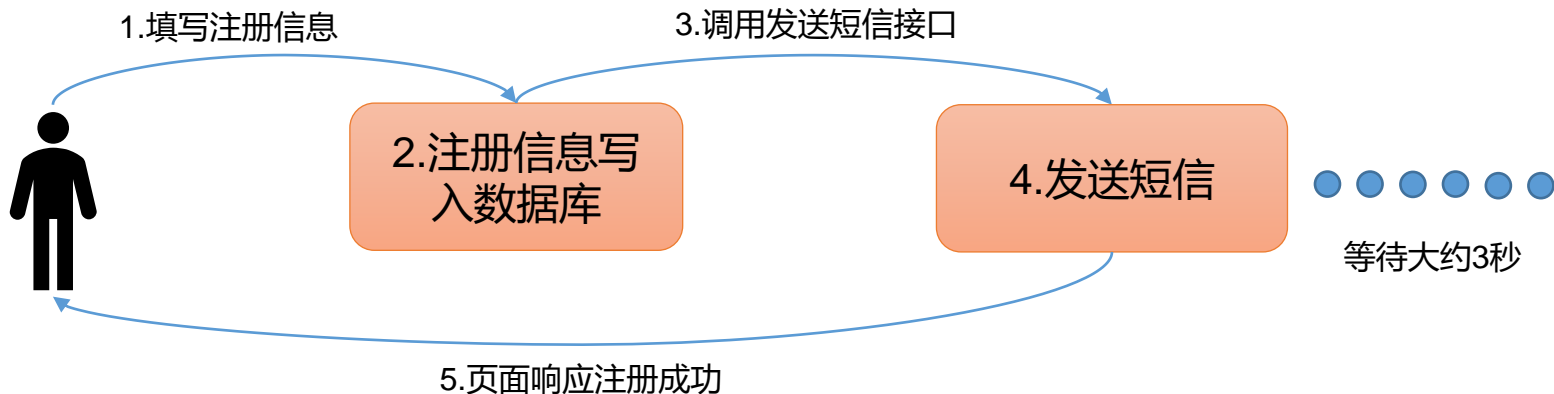 1.填写注册信息
3.调用发送短信接口
2.注册信息写
入数据库
4.发送短信
等待大约3秒
5.页面响应注册成功